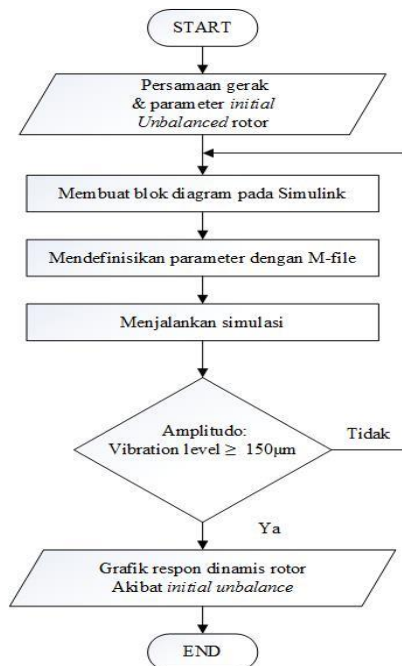 START
Persamaan gerak
& parameter initial
Unbalanced rotor
Membuat blok diagram pada Simulink
Mendefinisikan parameter dengan M-file
Menjalankan simulasi
Amplitudo:
Vibration level ≥ 150μm
Tidak
Ya
Grafik respon dinamis rotor
Akibat initial unbalance
END